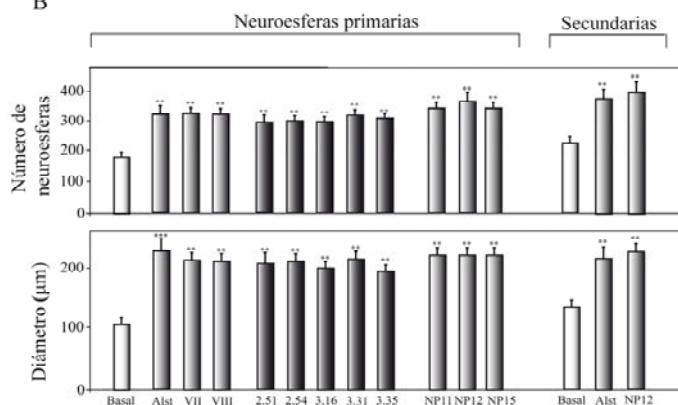 B
Neuroesferas primarias
Secundarias
Número de neuroesferas
400
300
200
100
0
** ** ** ** ** ** ** ** ** ** ** ** ** **
Diámetro (μm)
200
100
0
*** ** ** ** ** ** ** ** ** ** ** ** ** **
Basal Alst VII VIII 2.51 2.54 3.16 3.31 3.35 NP11 NP12 NP15 Basal Alst NP12